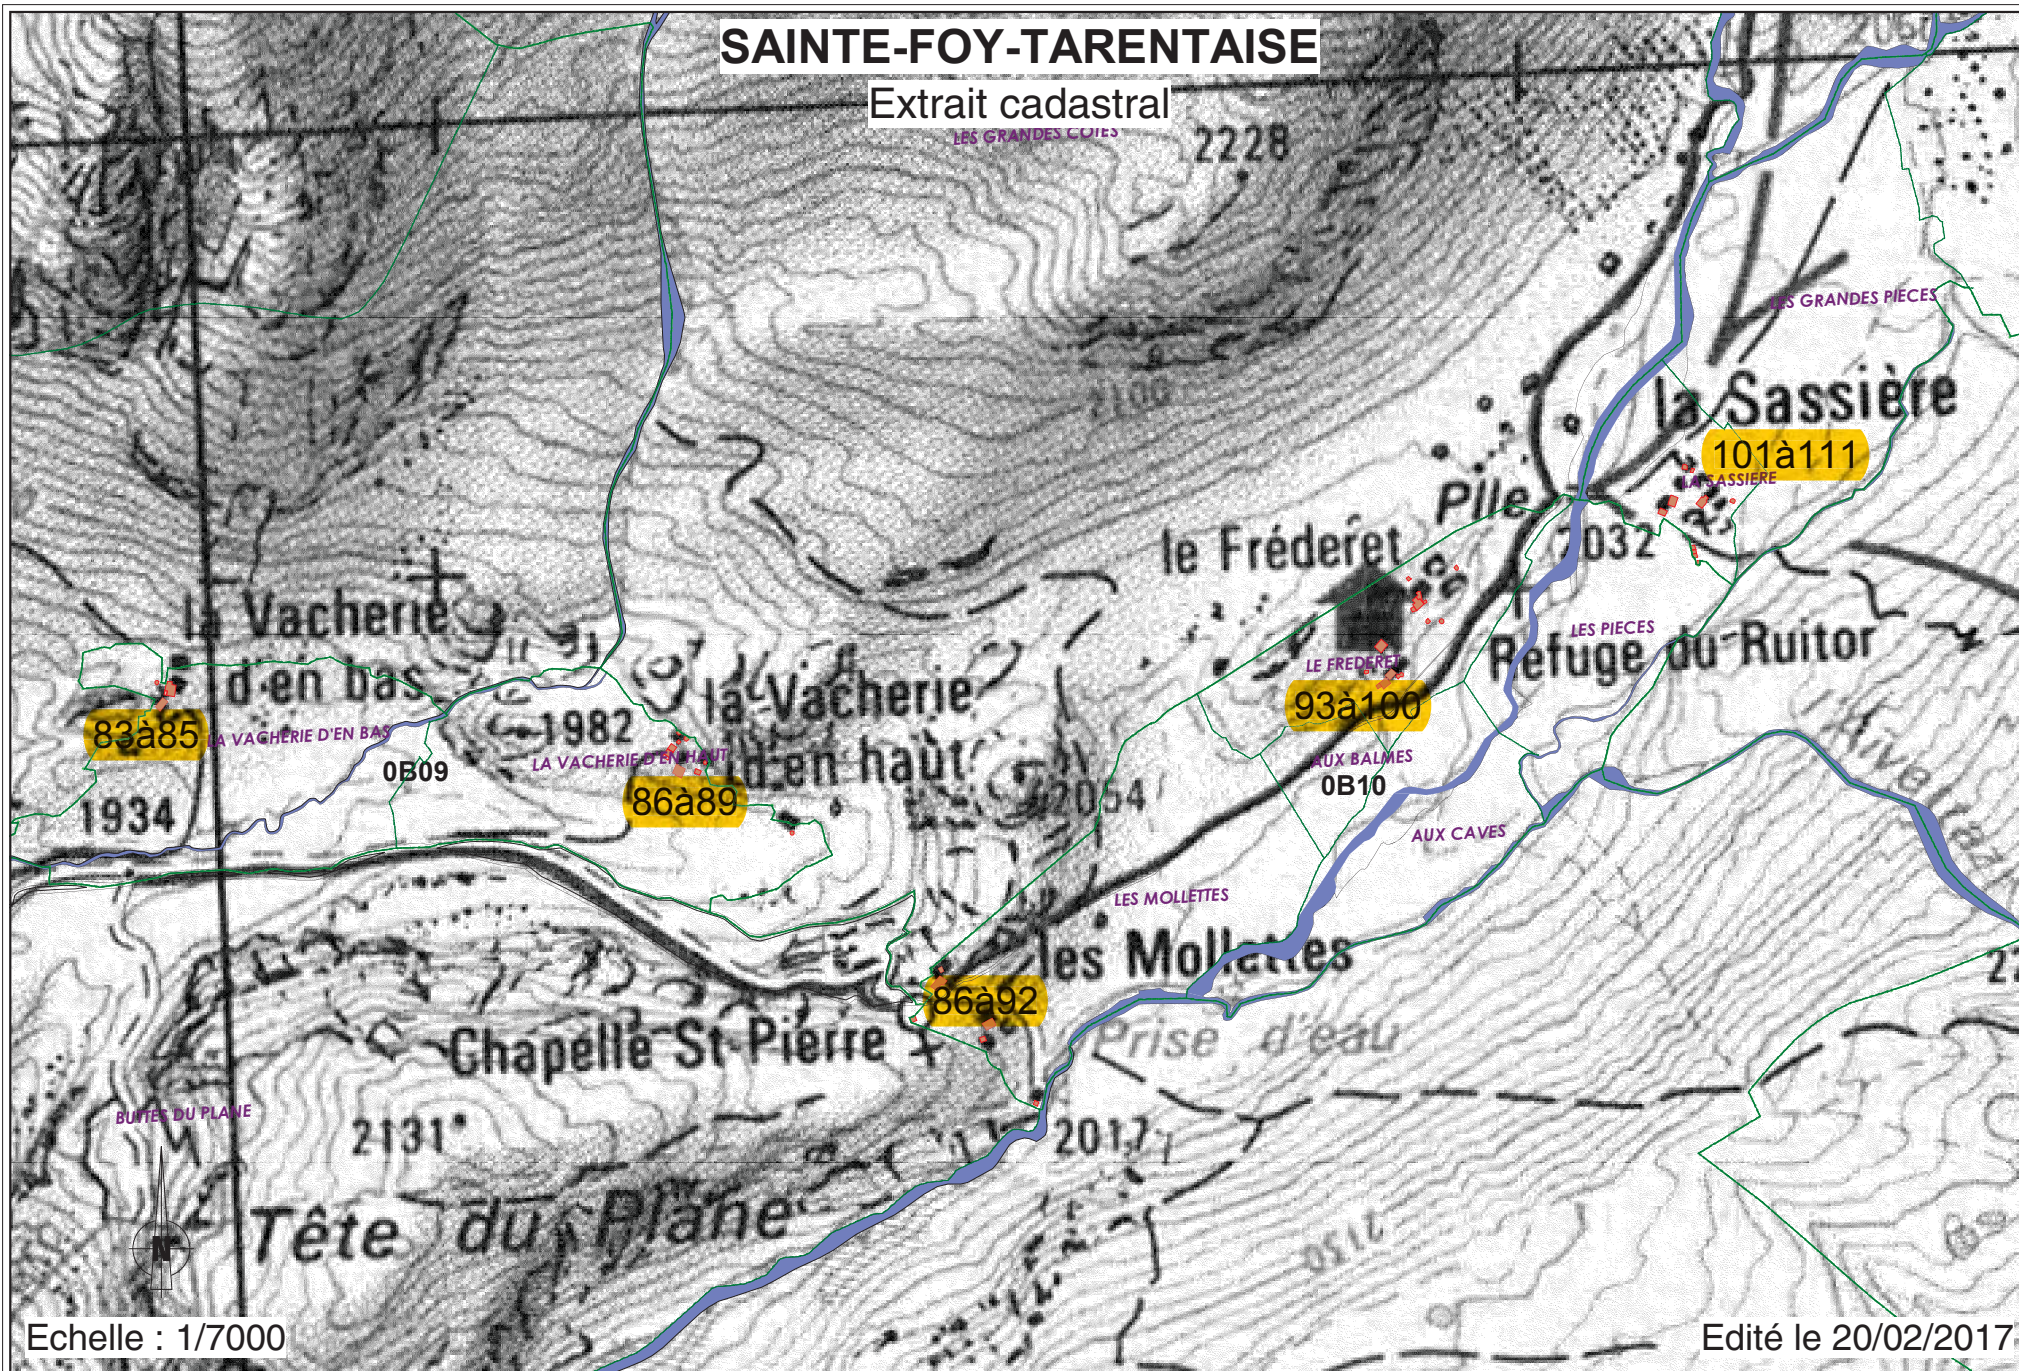 SAINTE-FOY-TARENTAISE
Extrait cadastral
LES GRANDES COTES
2228
LES GRANDES PIECES
2100
la Sassière
101à111
LA SASSIERE
Pile
le Fréderet
2032
la Vacherie
d'en bas
LES PIECES
Refuge du Ruitor
LE FREDERET
93à100
la Vacherie
d'en haut
83à85
LA VACHERIE D'EN BAS
1982
LA VACHERIE D'EN HAUT
0B09
86à89
AUX BALMES
0B10
2054
1934
AUX CAVES
LES MOLLETTES
les Mollettes
86à92
Chapelle St Pierre
Prise d'eau
BUITES DU PLANE
2131
2017
Tête du Plane
2150
N
Echelle : 1/7000
Edité le 20/02/2017